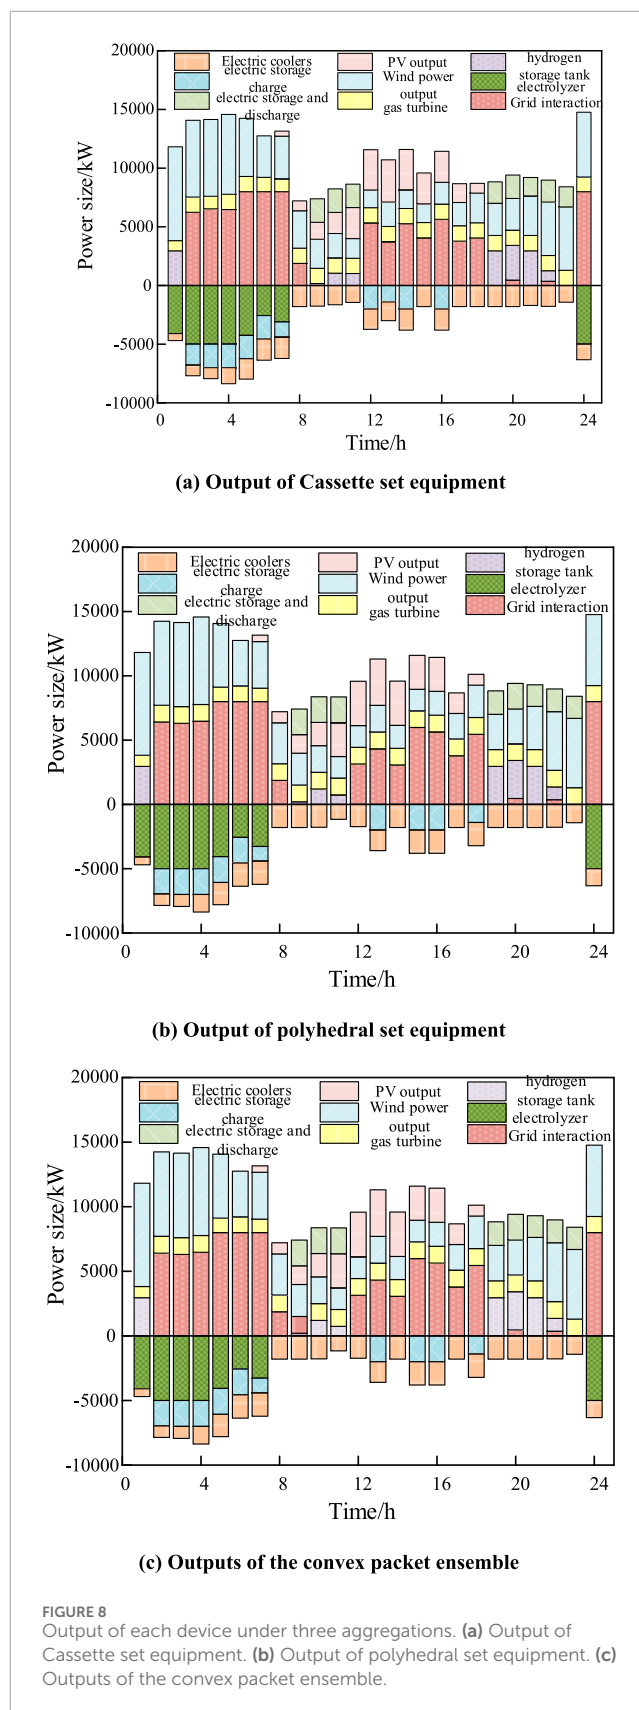 20000
15000
10000
5000
0
-5000
-10000
Power size/kW
Electric coolers
electric storage
charge
electric storage and
discharge
PV output
Wind power
output
gas turbine
hydrogen
storage tank
electrolyzer
Grid interaction
0 4 8 12 16 20 24
Time/h
(a) Output of Cassette set equipment
20000
15000
10000
5000
0
-5000
-10000
Power size/kW
Electric coolers
electric storage
charge
electric storage and
discharge
PV output
Wind power
output
gas turbine
hydrogen
storage tank
electrolyzer
Grid interaction
0 4 8 12 16 20 24
Time/h
(b) Output of polyhedral set equipment
20000
15000
10000
5000
0
-5000
-10000
Power size/kW
Electric coolers
electric storage
charge
electric storage and
discharge
PV output
Wind power
output
gas turbine
hydrogen
storage tank
electrolyzer
Grid interaction
0 4 8 12 16 20 24
Time/h
(c) Outputs of the convex packet ensemble
FIGURE 8
Output of each device under three aggregations. (a) Output of
Cassette set equipment. (b) Output of polyhedral set equipment. (c)
Outputs of the convex packet ensemble.